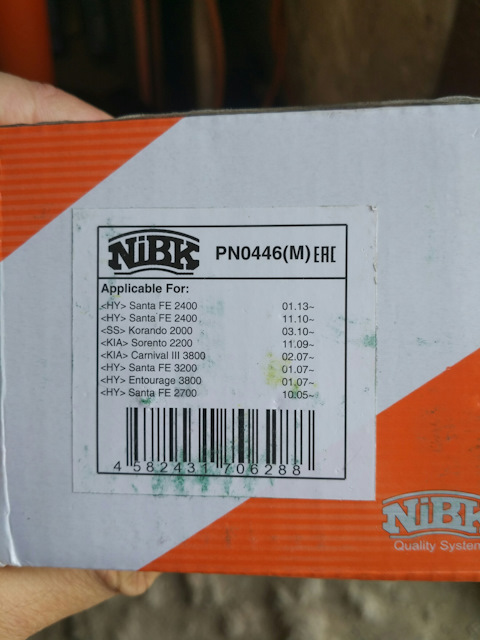 NiBK PN0446(M) EAC
Applicable For:
<HY> Santa FE 2400 01.13~
<HY> Santa FE 2400 11.10~
<SS> Korando 2000 03.10~
<KIA> Sorento 2200 11.09~
<KIA> Carnival III 3800 02.07~
<HY> Santa FE 3200 01.07~
<HY> Entourage 3800 01.07~
<HY> Santa FE 2700 10.05~
4 582431 706288
NiBK
Quality System